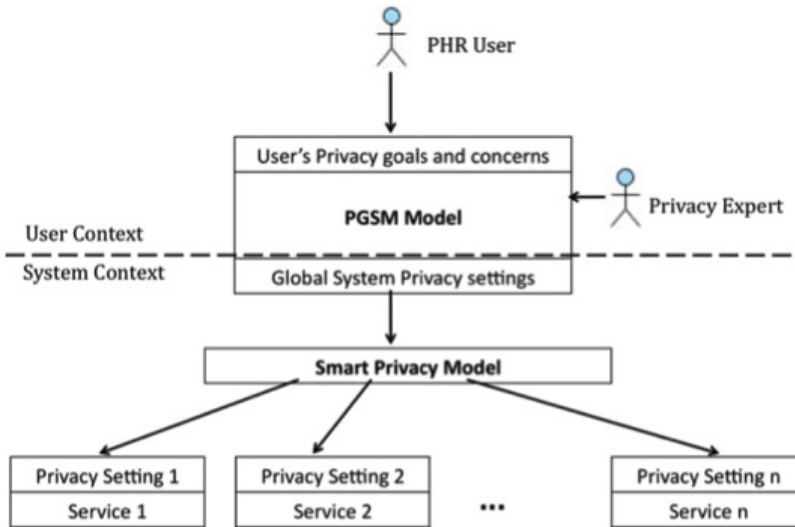 PHR User
User's Privacy goals and concerns
PGSM Model
Privacy Expert
User Context
System Context
Global System Privacy settings
Smart Privacy Model
Privacy Setting 1
Service 1
Privacy Setting 2
Service 2
...
Privacy Setting n
Service n